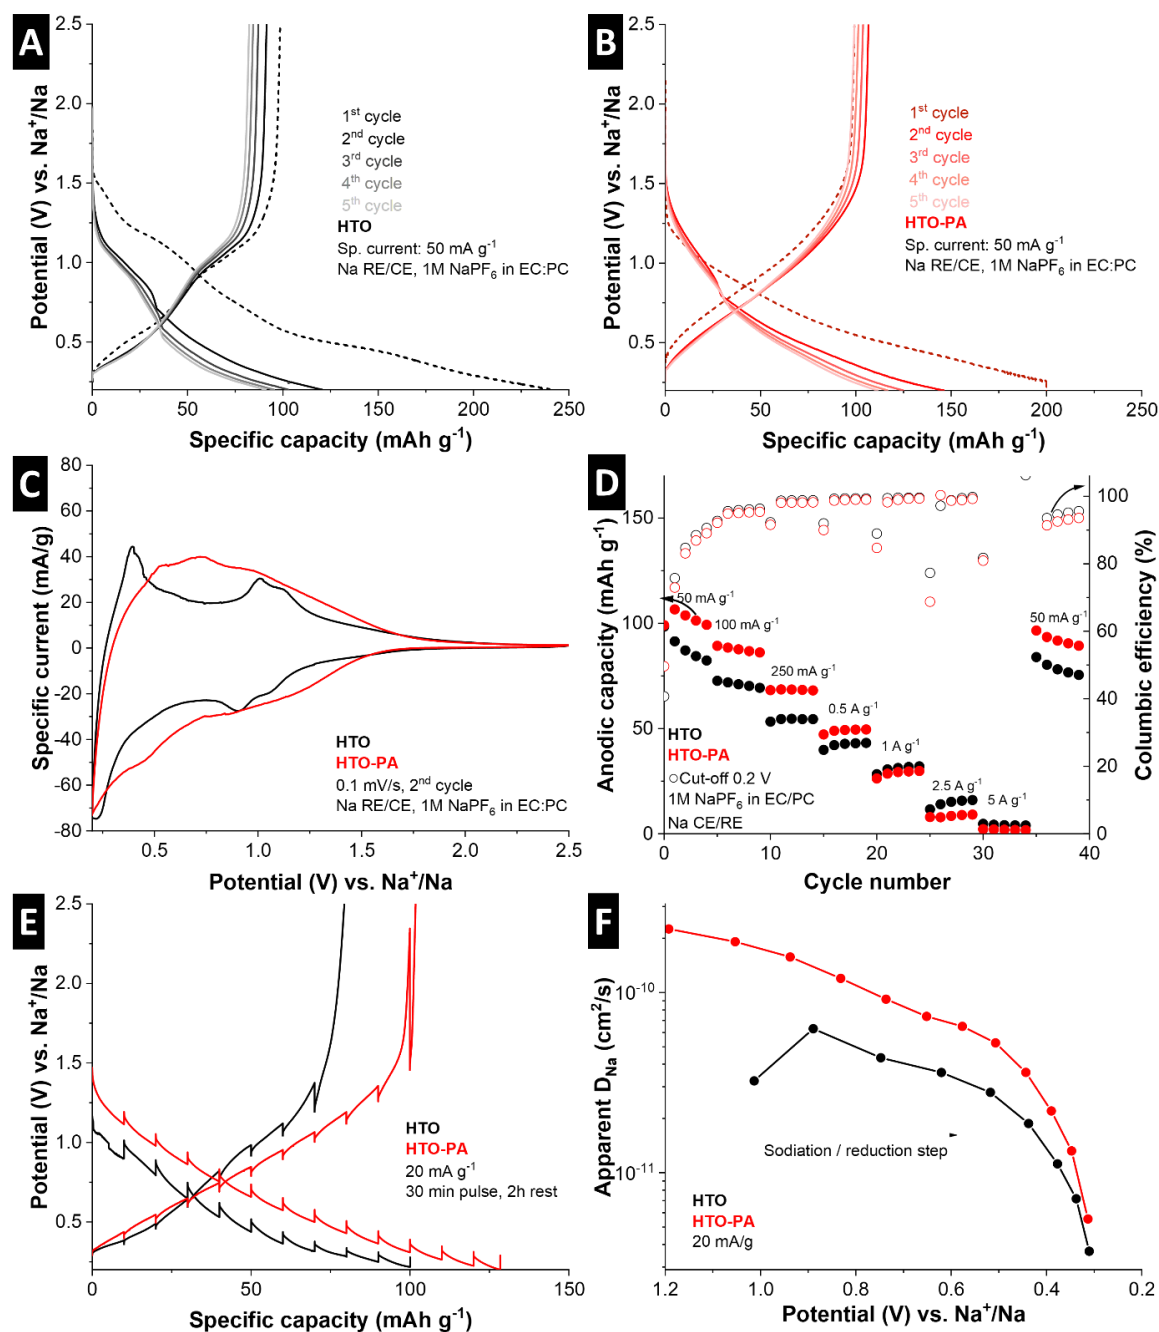 A
2.5
2.0
1.5
1.0
0.5
Potential (V) vs. Na⁺/Na
1st cycle
2nd cycle
3rd cycle
4th cycle
5th cycle
HTO
Sp. current: 50 mA g⁻¹
Na RE/CE, 1M NaPF₆ in EC:PC
0 50 100 150 200 250
Specific capacity (mAh g⁻¹)
B
2.5
2.0
1.5
1.0
0.5
Potential (V) vs. Na⁺/Na
1st cycle
2nd cycle
3rd cycle
4th cycle
5th cycle
HTO-PA
Sp. current: 50 mA g⁻¹
Na RE/CE, 1M NaPF₆ in EC:PC
0 50 100 150 200 250
Specific capacity (mAh g⁻¹)
C
80
60
40
20
0
-20
-40
-60
-80
Specific current (mA/g)
HTO
HTO-PA
0.1 mV/s, 2nd cycle
Na RE/CE, 1M NaPF₆ in EC:PC
0.5 1.0 1.5 2.0 2.5
Potential (V) vs. Na⁺/Na
D
150
100
50
0
Anodic capacity (mAh g⁻¹)
50 mA g⁻¹
100 mA g⁻¹
250 mA g⁻¹
0.5 A g⁻¹
1 A g⁻¹
2.5 A g⁻¹
5 A g⁻¹
50 mA g⁻¹
HTO
HTO-PA
Cut-off 0.2 V
1M NaPF₆ in EC/PC
Na CE/RE
100
80
60
40
20
0
Columbic efficiency (%)
0 10 20 30 40
Cycle number
E
2.5
2.0
1.5
1.0
0.5
Potential (V) vs. Na⁺/Na
HTO
HTO-PA
20 mA g⁻¹
30 min pulse, 2h rest
0 50 100 150
Specific capacity (mAh g⁻¹)
F
10⁻¹⁰
10⁻¹¹
Apparent D_Na (cm²/s)
Sodiation / reduction step
HTO
HTO-PA
20 mA/g
1.2 1.0 0.8 0.6 0.4 0.2
Potential (V) vs. Na⁺/Na